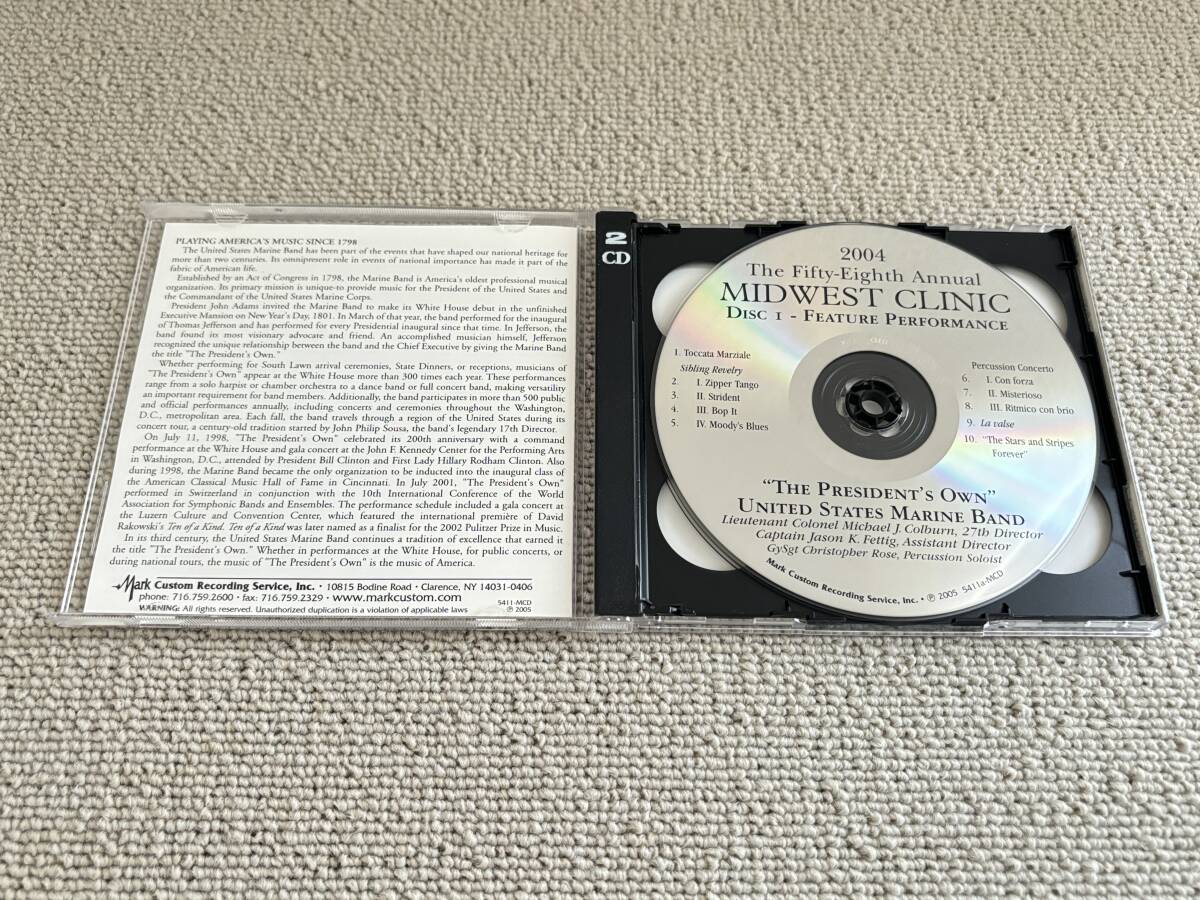 PLAYING AMERICA'S MUSIC SINCE 1798
The United States Marine Band has been part of the events that have shaped our national heritage for
more than two centuries. Its omnipresent role in events of national importance has made it part of the
fabric of American life.
Established by an Act of Congress in 1798, the Marine Band is America's oldest professional musical
organization. Its primary mission is unique-to provide music for the President of the United States and
the Commandant of the United States Marine Corps.
President John Adams invited the Marine Band to make its White House debut in the unfinished
Executive Mansion on New Year's Day, 1801. In March of that year, the band performed for the inaugural
of Thomas Jefferson and has performed for every Presidential inaugural since that time. In Jefferson, the
band found its most visionary advocate and friend. An accomplished musician himself, Jefferson
recognized the unique relationship between the band and the Chief Executive by giving the Marine Band
the title "The President's Own."
Whether performing for South Lawn arrival ceremonies, State Dinners, or receptions, musicians of
"The President's Own" appear at the White House more than 300 times each year. These performances
range from a solo harpist or chamber orchestra to a dance band or full concert band, making versatility
an important requirement for band members. Additionally, the band participates in more than 500 public
and official performances annually, including concerts and ceremonies throughout the Washington,
D.C., metropolitan area. Each fall, the band travels through a region of the United States during its
concert tour, a century-old tradition started by John Philip Sousa, the band's legendary 17th Director.
On July 11, 1998, "The President's Own" celebrated its 200th anniversary with a command
performance at the White House and gala concert at the John F. Kennedy Center for the Performing Arts
in Washington, D.C., attended by President Bill Clinton and First Lady Hillary Rodham Clinton. Also
during 1998, the Marine Band became the only organization to be inducted into the inaugural class of
the American Classical Music Hall of Fame in Cincinnati. In July 2001, "The President's Own"
performed in Switzerland in conjunction with the 10th International Conference of the World
Association for Symphonic Bands and Ensembles. The performance schedule included a gala concert at
the Luzern Culture and Convention Center, which featured the international première of David
Rakowski's Ten of a Kind. Ten of a Kind was later named as a finalist for the 2002 Pulitzer Prize in Music.
In its third century, the United States Marine Band continues a tradition of excellence that earned it
the title "The President's Own." Whether in performances at the White House, for public concerts, or
during national tours, the music of "The President's Own" is the music of America.
Mark Custom Recording Service, Inc. • 10815 Bodine Road • Clarence, NY 14031-0406
phone: 716.759.2600 • fax: 716.759.2329 • www.markcustom.com
WARNING: All rights reserved. Unauthorized duplication is a violation of applicable laws
5411-MCD
℗ 2005
2
CD
2004
The Fifty-Eighth Annual
MIDWEST CLINIC
DISC 1 - FEATURE PERFORMANCE
1. Toccata Marziale
Sibling Revelry
2. I. Zipper Tango
3. II. Strident
4. III. Bop It
5. IV. Moody's Blues
Percussion Concerto
6. I. Con forza
7. II. Misterioso
8. III. Ritmico con brio
9. La valse
10. "The Stars and Stripes
Forever"
"THE PRESIDENT'S OWN"
UNITED STATES MARINE BAND
Lieutenant Colonel Michael J. Colburn, 27th Director
Captain Jason K. Fettig, Assistant Director
GySgt Christopher Rose, Percussion Soloist
Mark Custom Recording Service, Inc. • ℗ 2005 5411a-MCD